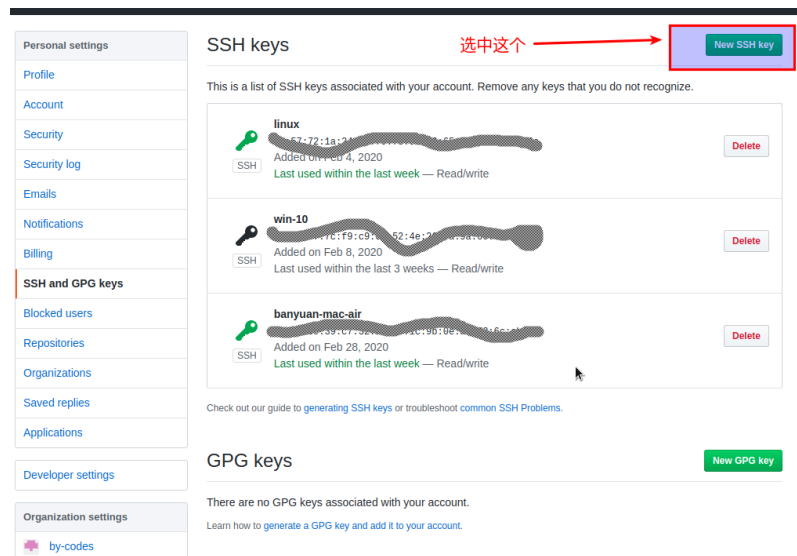 Personal settings
Profile
Account
Security
Security log
Emails
Notifications
Billing
SSH and GPG keys
Blocked users
Repositories
Organizations
Saved replies
Applications
Developer settings
Organization settings
by-codes
SSH keys
选中这个
New SSH key
This is a list of SSH keys associated with your account. Remove any keys that you do not recognize.
linux
SSH
Added on Feb 4, 2020
Last used within the last week — Read/write
Delete
win-10
SSH
Added on Feb 8, 2020
Last used within the last 3 weeks — Read/write
Delete
banyuan-mac-air
SSH
Added on Feb 28, 2020
Last used within the last week — Read/write
Delete
Check out our guide to generating SSH keys or troubleshoot common SSH Problems.
GPG keys
New GPG key
There are no GPG keys associated with your account.
Learn how to generate a GPG key and add it to your account.